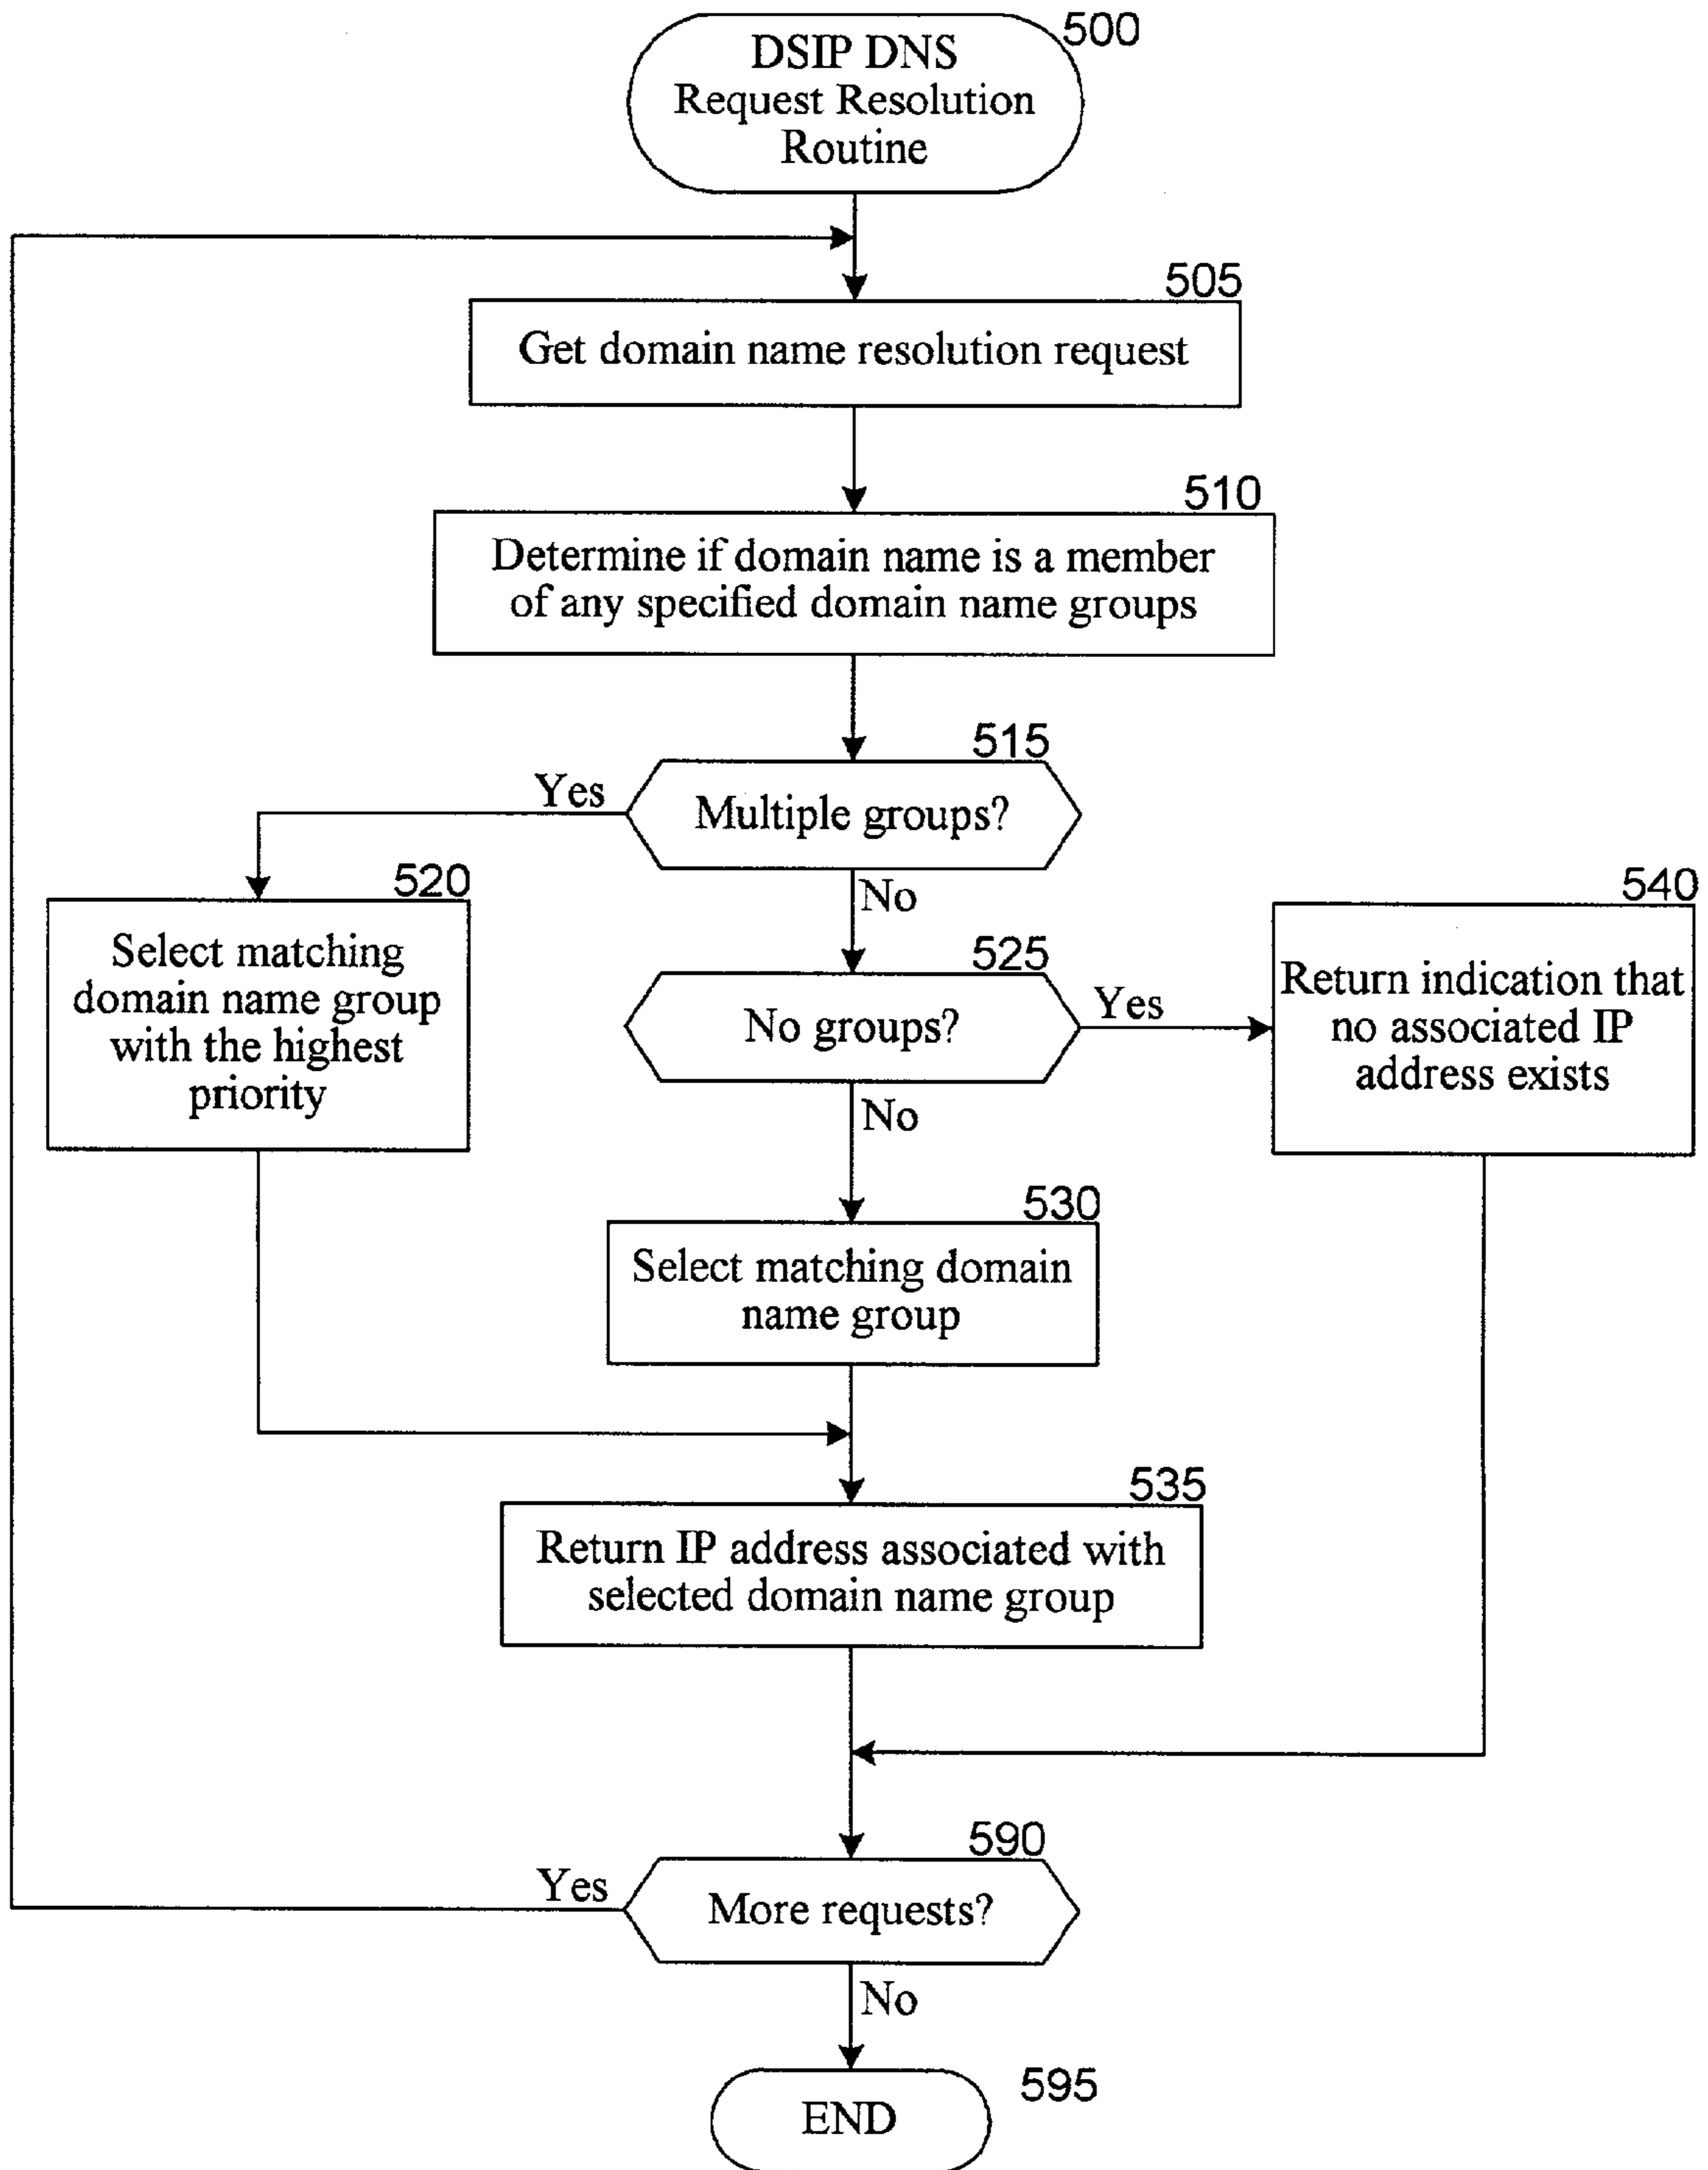 500
DSIP DNS
Request Resolution
Routine
505
Get domain name resolution request
510
Determine if domain name is a member
of any specified domain name groups
515
Multiple groups?
Yes
No
520
Select matching
domain name group
with the highest
priority
525
No groups?
Yes
No
540
Return indication that
no associated IP
address exists
530
Select matching domain
name group
535
Return IP address associated with
selected domain name group
590
More requests?
Yes
No
595
END